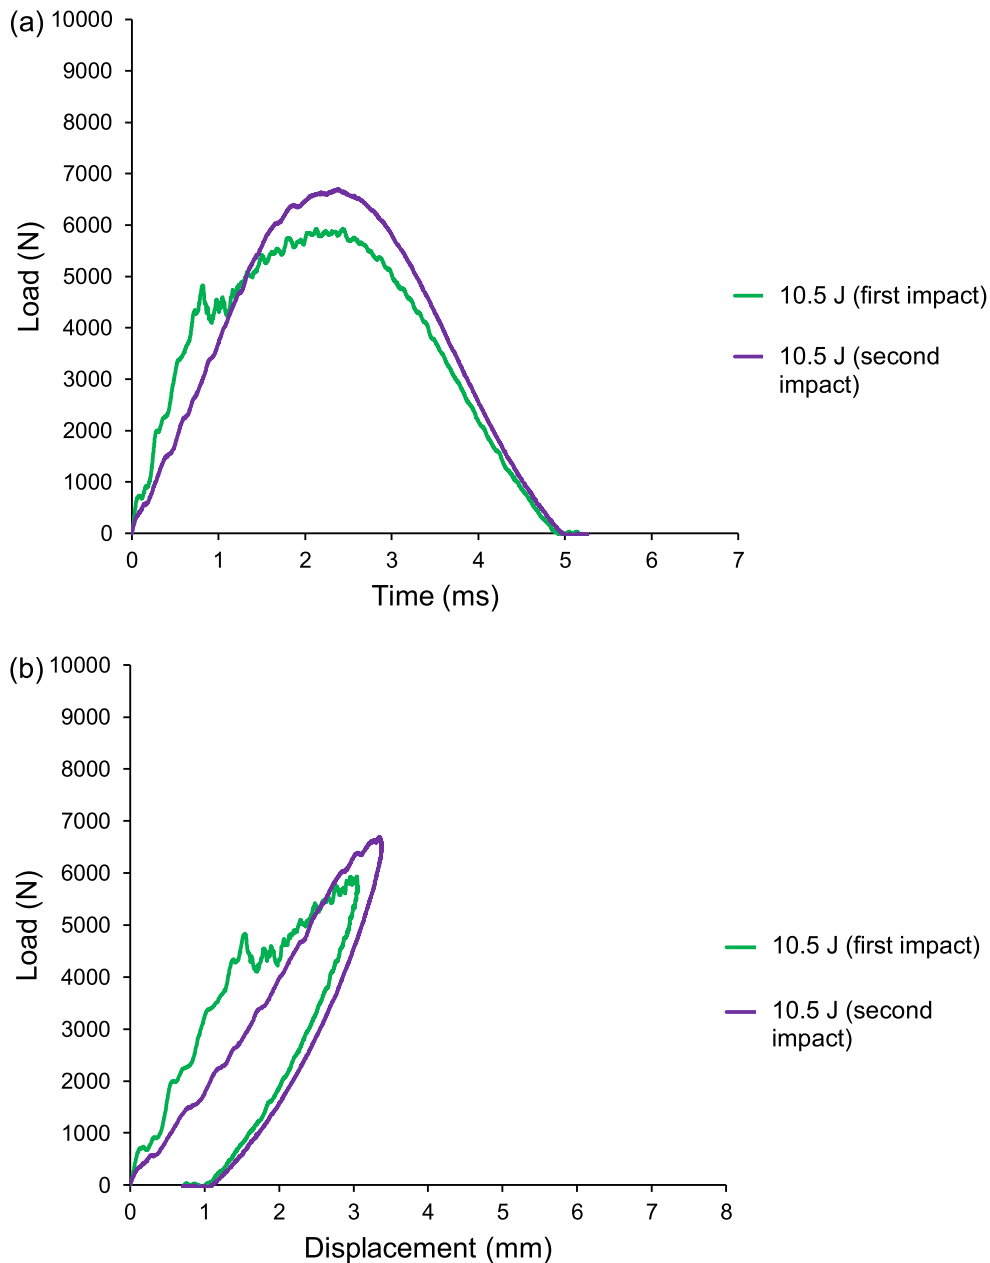 (a)
10000
9000
8000
7000
6000
5000
4000
3000
2000
1000
0
Load (N)
0 1 2 3 4 5 6 7
Time (ms)
10.5 J (first impact)
10.5 J (second
impact)
(b)
10000
9000
8000
7000
6000
5000
4000
3000
2000
1000
0
Load (N)
0 1 2 3 4 5 6 7 8
Displacement (mm)
10.5 J (first impact)
10.5 J (second
impact)